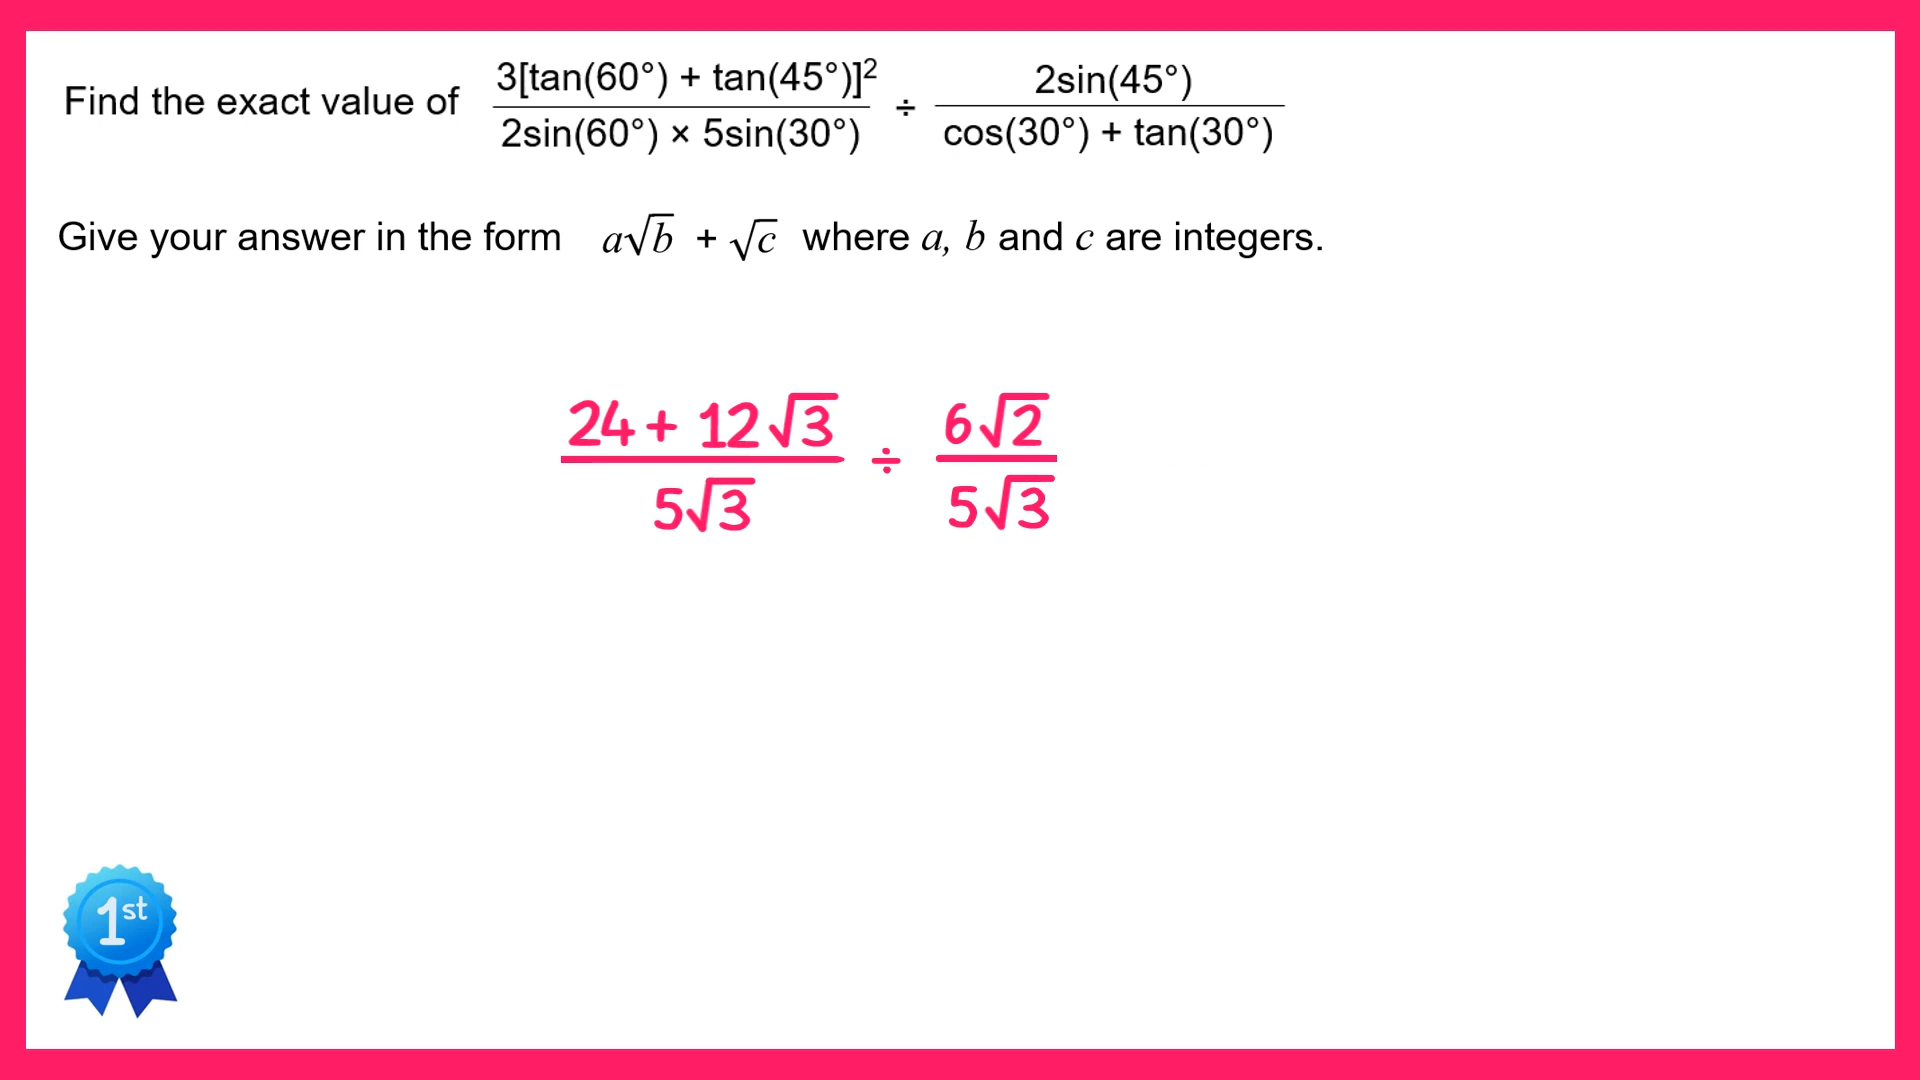 Find the exact value of 3[tan(60°) + tan(45°)]² / 2sin(60°) × 5sin(30°) ÷ 2sin(45°) / cos(30°) + tan(30°)
Give your answer in the form a√b + √c where a, b and c are integers.
24 + 12√3 / 5√3 ÷ 6√2 / 5√3
1st